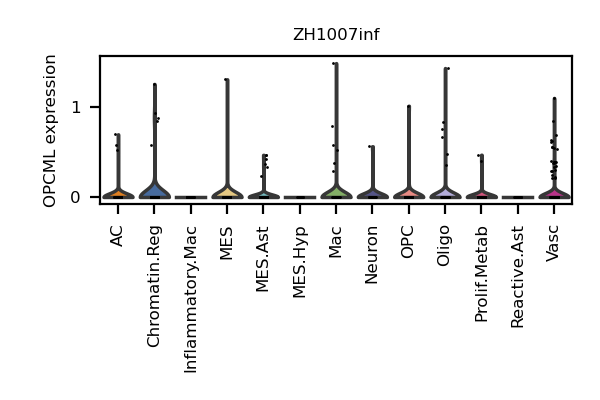 ZH1007inf
OPCML expression
1
0
AC
Chromatin.Reg
Inflammatory.Mac
MES
MES.Ast
MES.Hyp
Mac
Neuron
OPC
Oligo
Prolif.Metab
Reactive.Ast
Vasc